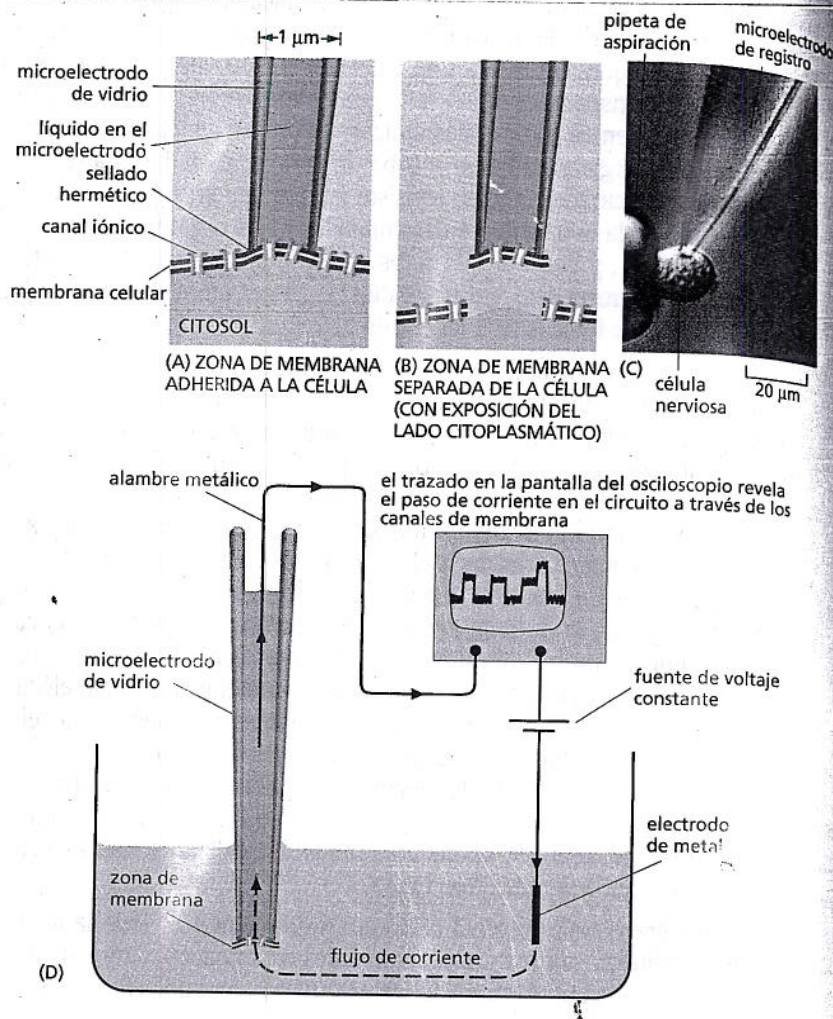 1 μm
microelectrodo
de vidrio
líquido en el
microelectrodo
sellado
hermético
canal iónico
membrana celular
CITOSOL
(A) ZONA DE MEMBRANA
ADHERIDA A LA CÉLULA
(B) ZONA DE MEMBRANA
SEPARADA DE LA CÉLULA
(CON EXPOSICIÓN DEL
LADO CITOPLASMÁTICO)
pipeta de
aspiración
microelectrodo
de registro
(C)
célula
nerviosa
20 μm
alambre metálico
el trazado en la pantalla del osciloscopio revela
el paso de corriente en el circuito a través de los
canales de membrana
microelectrodo
de vidrio
fuente de voltaje
constante
electrodo
de metal
zona de
membrana
flujo de corriente
(D)